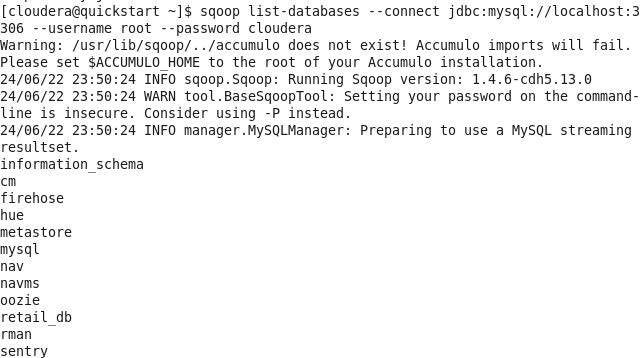 [cloudera@quickstart ~]$ sqoop list-databases --connect jdbc:mysql://localhost:3
306 --username root --password cloudera
Warning: /usr/lib/sqoop/../accumulo does not exist! Accumulo imports will fail.
Please set $ACCUMULO_HOME to the root of your Accumulo installation.
24/06/22 23:50:24 INFO sqoop.Sqoop: Running Sqoop version: 1.4.6-cdh5.13.0
24/06/22 23:50:24 WARN tool.BaseSqoopTool: Setting your password on the command-
line is insecure. Consider using -P instead.
24/06/22 23:50:24 INFO manager.MySQLManager: Preparing to use a MySQL streaming
resultset.
information_schema
cm
firehose
hue
metastore
mysql
nav
navms
oozie
retail_db
rman
sentry